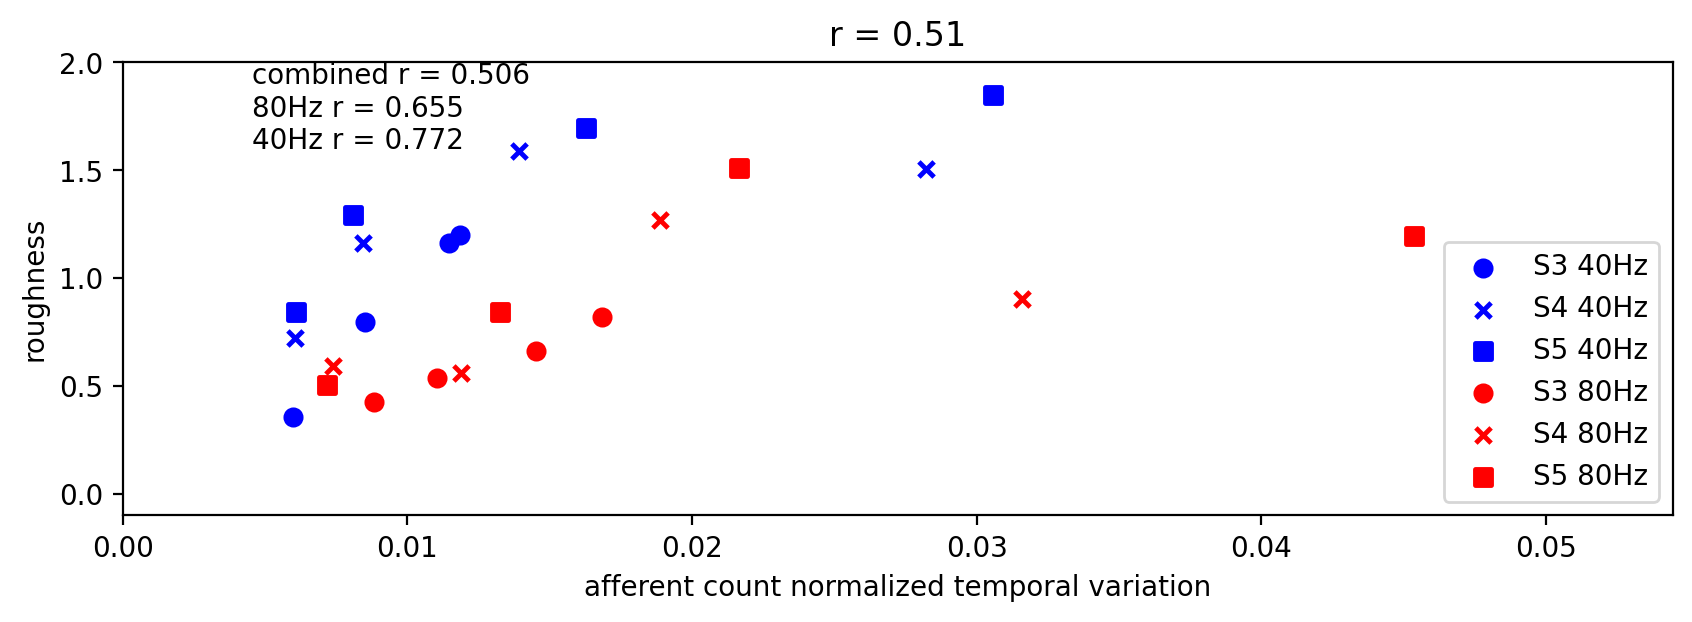 r = 0.51
combined r = 0.506
80Hz r = 0.655
40Hz r = 0.772
2.0
1.5
1.0
0.5
0.0
roughness
S3 40Hz
S4 40Hz
S5 40Hz
S3 80Hz
S4 80Hz
S5 80Hz
0.00 0.01 0.02 0.03 0.04 0.05
afferent count normalized temporal variation